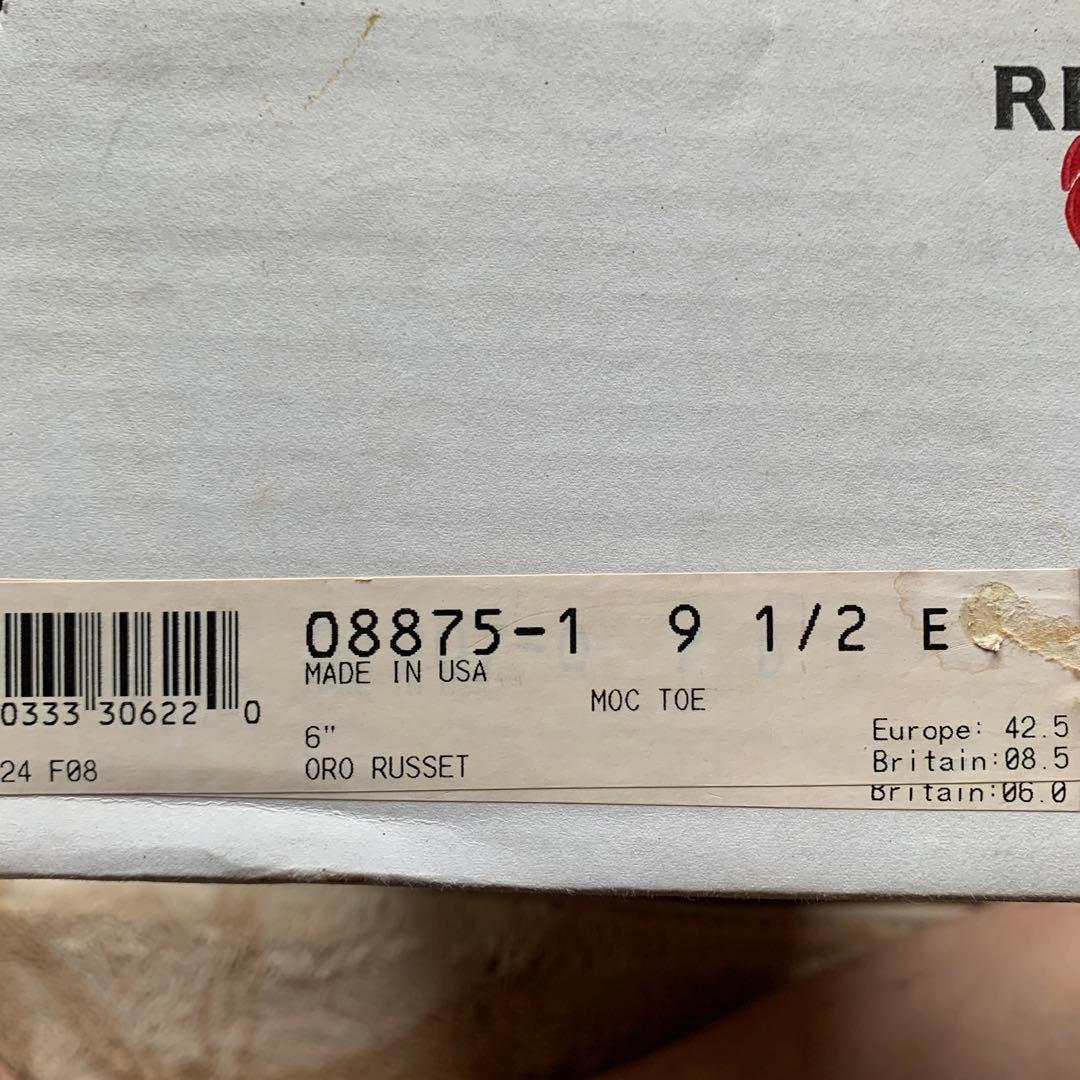 08875-1 9 1/2 E
MADE IN USA
MOC TOE
0333 30622 0
6"
Europe: 42.5
24 F08
ORO RUSSET
Britain:08.5
Britain:06.0